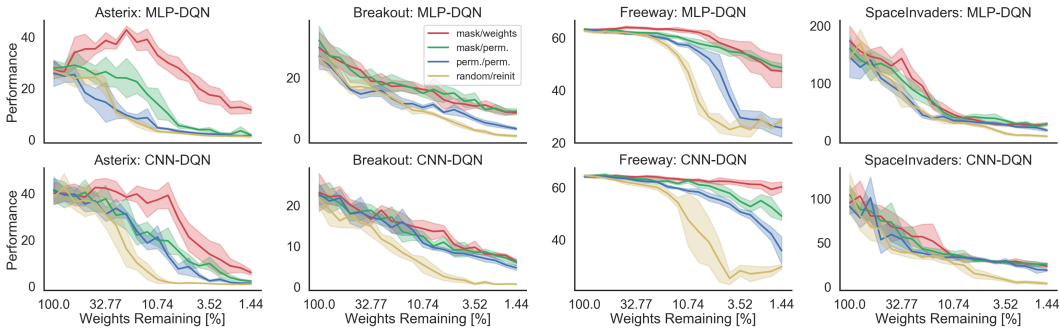 Asterix: MLP-DQN
Breakout: MLP-DQN
Freeway: MLP-DQN
SpaceInvaders: MLP-DQN
Performance
40
20
0
20
0
mask/weights
mask/perm.
perm./perm.
random/reinit
60
40
20
200
100
0
Asterix: CNN-DQN
Breakout: CNN-DQN
Freeway: CNN-DQN
SpaceInvaders: CNN-DQN
Performance
40
20
0
20
10
0
60
40
100
50
0
100.0 32.77 10.74 3.52 1.44
100.0 32.77 10.74 3.52 1.44
100.0 32.77 10.74 3.52 1.44
100.0 32.77 10.74 3.52 1.44
Weights Remaining [%]
Weights Remaining [%]
Weights Remaining [%]
Weights Remaining [%]